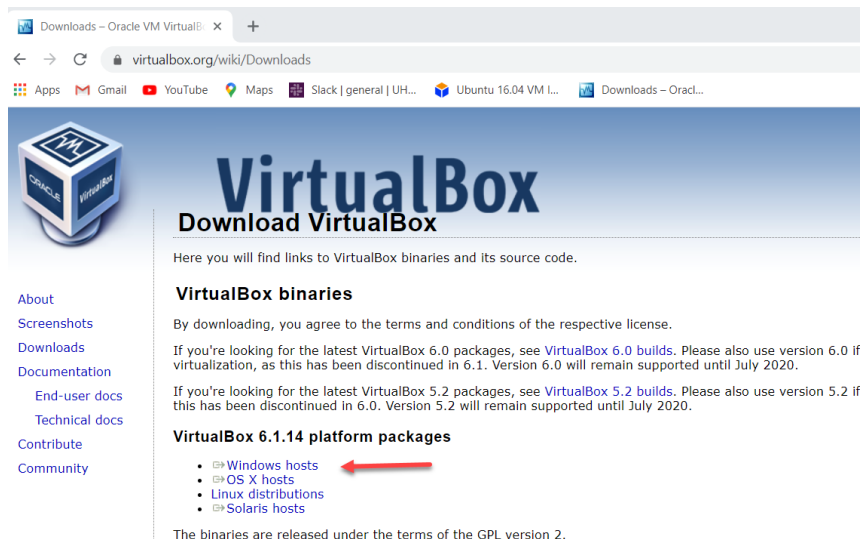 Downloads – Oracle VM VirtualB
virtualbox.org/wiki/Downloads
Apps Gmail YouTube Maps Slack | general | UH... Ubuntu 16.04 VM I... Downloads – Oracl...
ORACLE
VirtualBox
VirtualBox
Download VirtualBox
Here you will find links to VirtualBox binaries and its source code.
About
Screenshots
Downloads
Documentation
End-user docs
Technical docs
Contribute
Community
VirtualBox binaries
By downloading, you agree to the terms and conditions of the respective license.
If you're looking for the latest VirtualBox 6.0 packages, see VirtualBox 6.0 builds. Please also use version 6.0 if
virtualization, as this has been discontinued in 6.1. Version 6.0 will remain supported until July 2020.
If you're looking for the latest VirtualBox 5.2 packages, see VirtualBox 5.2 builds. Please also use version 5.2 if
this has been discontinued in 6.0. Version 5.2 will remain supported until July 2020.
VirtualBox 6.1.14 platform packages
• Windows hosts
• OS X hosts
• Linux distributions
• Solaris hosts
The binaries are released under the terms of the GPL version 2.